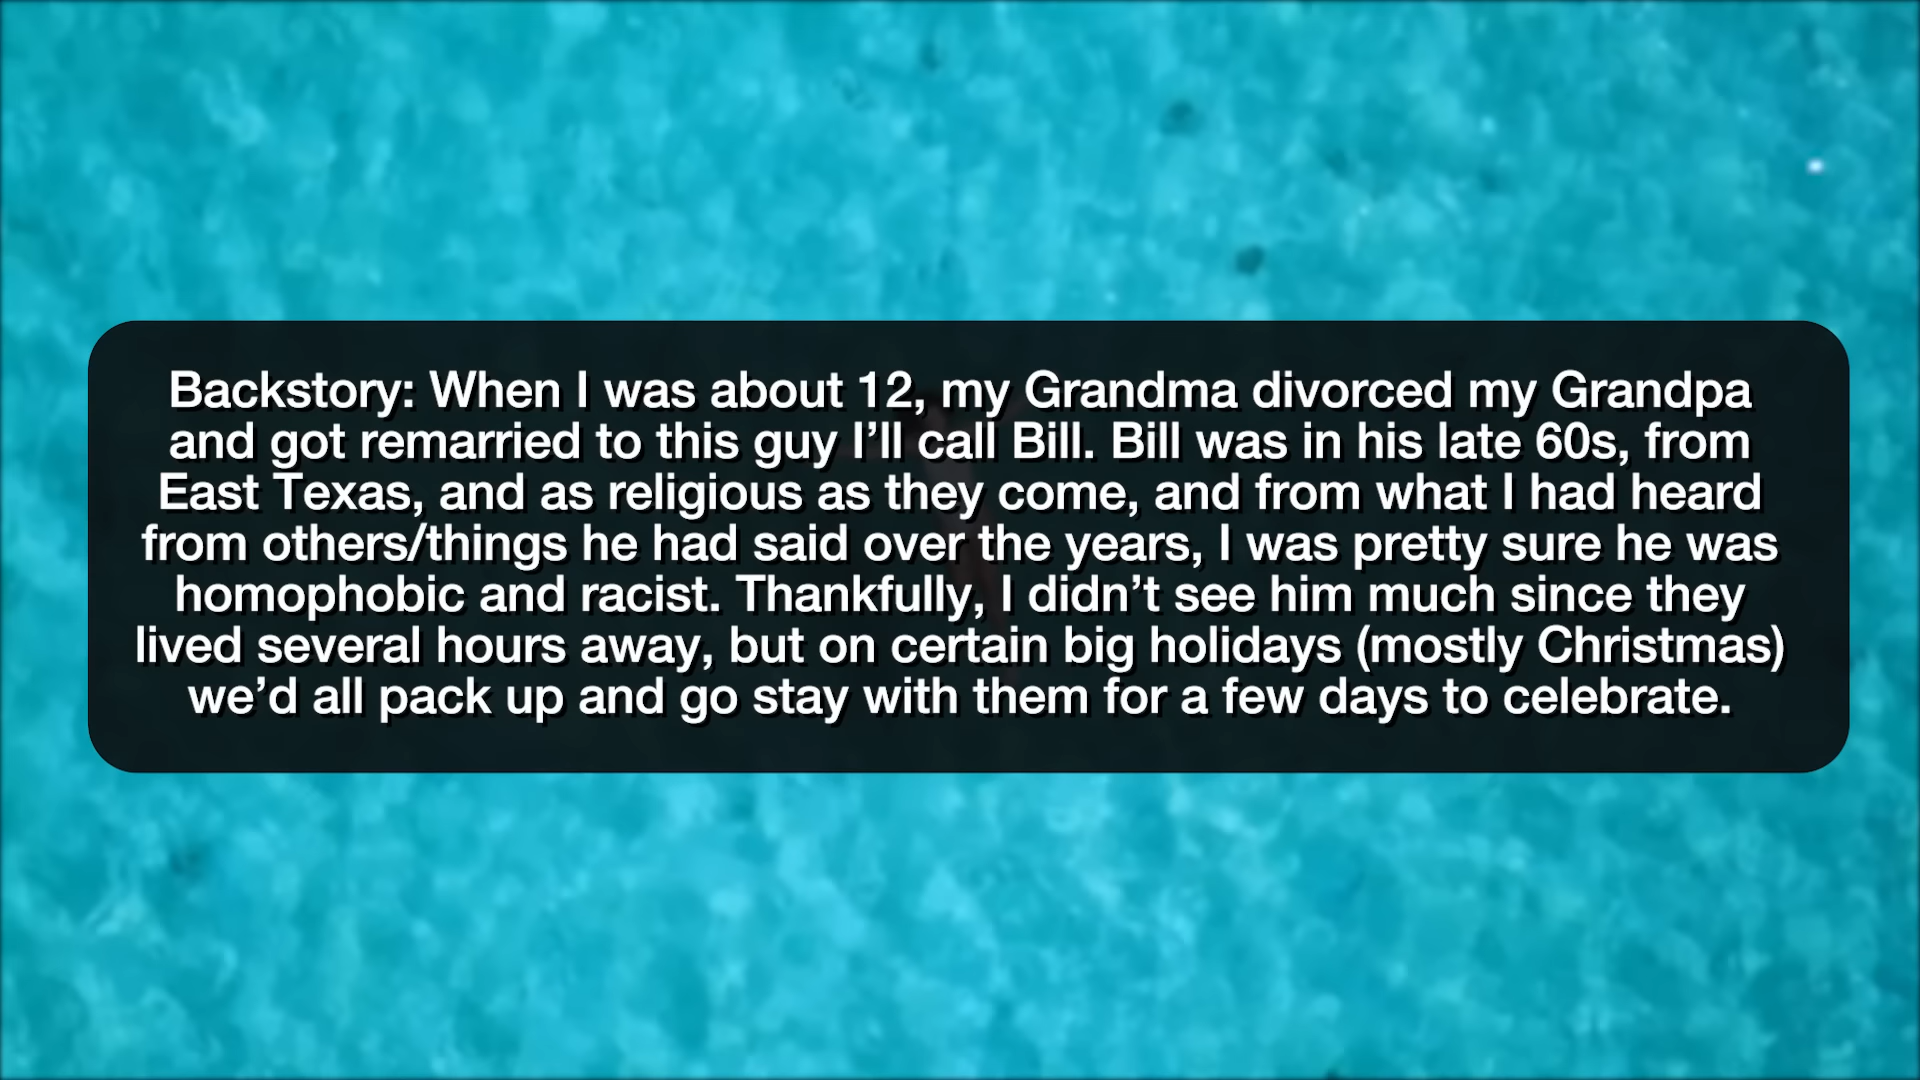 Backstory: When I was about 12, my Grandma divorced my Grandpa
and got remarried to this guy I’ll call Bill. Bill was in his late 60s, from
East Texas, and as religious as they come, and from what I had heard
from others/things he had said over the years, I was pretty sure he was
homophobic and racist. Thankfully, I didn’t see him much since they
lived several hours away, but on certain big holidays (mostly Christmas)
we’d all pack up and go stay with them for a few days to celebrate.